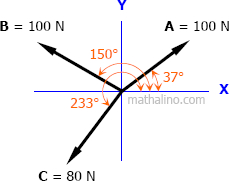 Y
B = 100 N
A = 100 N
150°
37°
X
233°
mathalino.com
C = 80 N